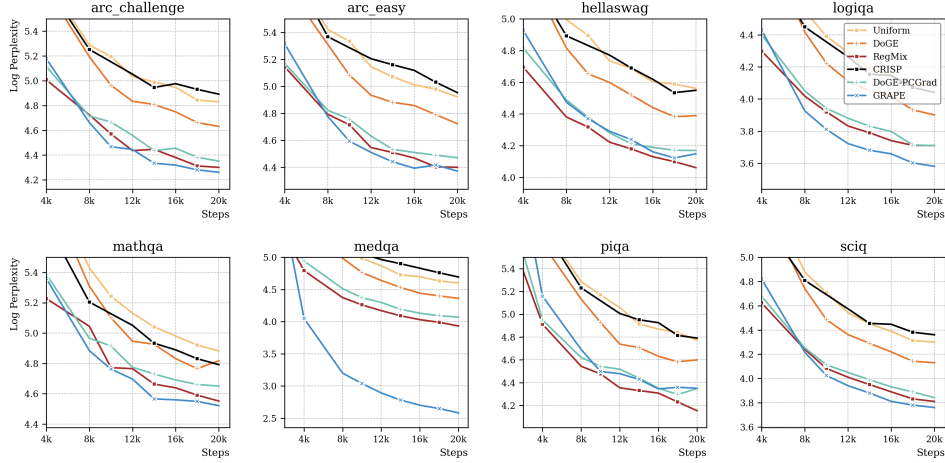 arc_challenge
arc_easy
hellaswag
logiqa
Log Perplexity
5.4
5.2
5.0
4.8
4.6
4.4
4.2
4k 8k 12k 16k 20k
Steps
5.4
5.2
5.0
4.8
4.6
4.4
4k 8k 12k 16k 20k
Steps
5.0
4.8
4.6
4.4
4.2
4.0
4k 8k 12k 16k 20k
Steps
4.4
4.2
4.0
3.8
3.6
4k 8k 12k 16k 20k
Steps
Uniform
DoGE
RegMix
CRISP
DoGE-PCGrad
GRAPE
mathqa
medqa
piqa
sciq
Log Perplexity
5.4
5.2
5.0
4.8
4.6
4.4
4k 8k 12k 16k 20k
Steps
5.0
4.5
4.0
3.5
3.0
2.5
4k 8k 12k 16k 20k
Steps
5.4
5.2
5.0
4.8
4.6
4.4
4.2
4k 8k 12k 16k 20k
Steps
5.0
4.8
4.6
4.4
4.2
4.0
3.8
3.6
4k 8k 12k 16k 20k
Steps